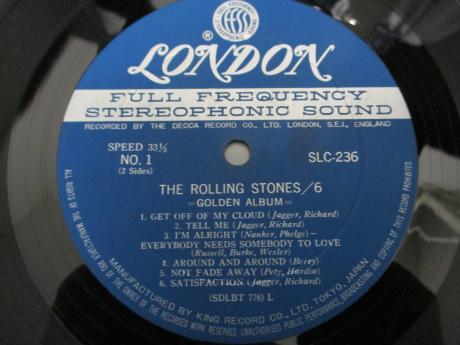 FULL FREQUENCY
ffss
STEREOPHONIC
® LONDON
FULL FREQUENCY
STEREOPHONIC SOUND
RECORDED BY THE DECCA RECORD CO., LTD. LONDON, S.E.I., ENGLAND
SPEED 33⅓
NO. 1
(2 Sides)
SLC-236
THE ROLLING STONES/6
=GOLDEN ALBUM=
1. GET OFF OF MY CLOUD (Jagger, Richard)
2. TELL ME (Jagger, Richard)
3. I'M ALRIGHT (Nanker, Phelge)-
EVERYBODY NEEDS SOMEBODY TO LOVE
(Russell, Burke, Wexler)
4. AROUND AND AROUND (Berry)
5. NOT FADE AWAY (Pety, Hardin)
6. SATISFACTION (Jagger, Richard)
(SDLBT 776) L
MANUFACTURED BY KING RECORD CO., LTD. TOKYO, JAPAN
ALL RIGHTS OF THE MANUFACTURER AND OF THE OWNER OF THE RECORDED WORK RESERVED. UNAUTHORISED PUBLIC PERFORMANCE, BROADCASTING AND COPYING OF THIS RECORD PROHIBITED